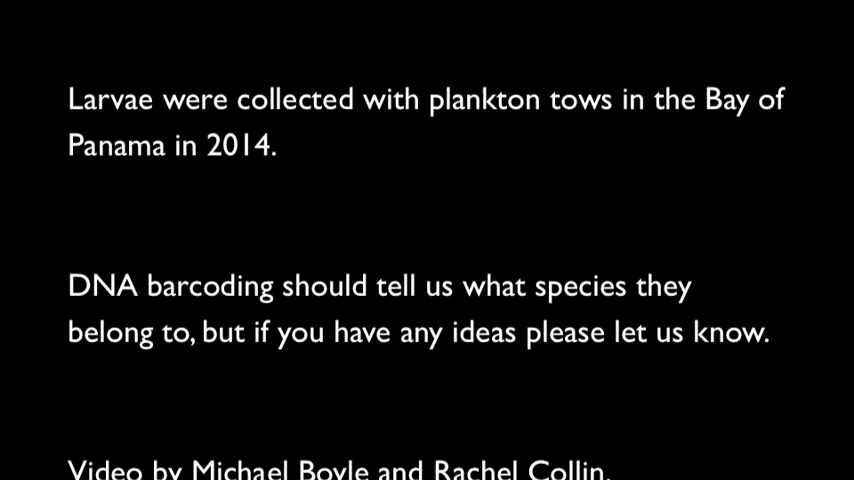 Larvae were collected with plankton tows in the Bay of
Panama in 2014.
DNA barcoding should tell us what species they
belong to, but if you have any ideas please let us know.
Video by Michael Boyle and Rachel Collin.